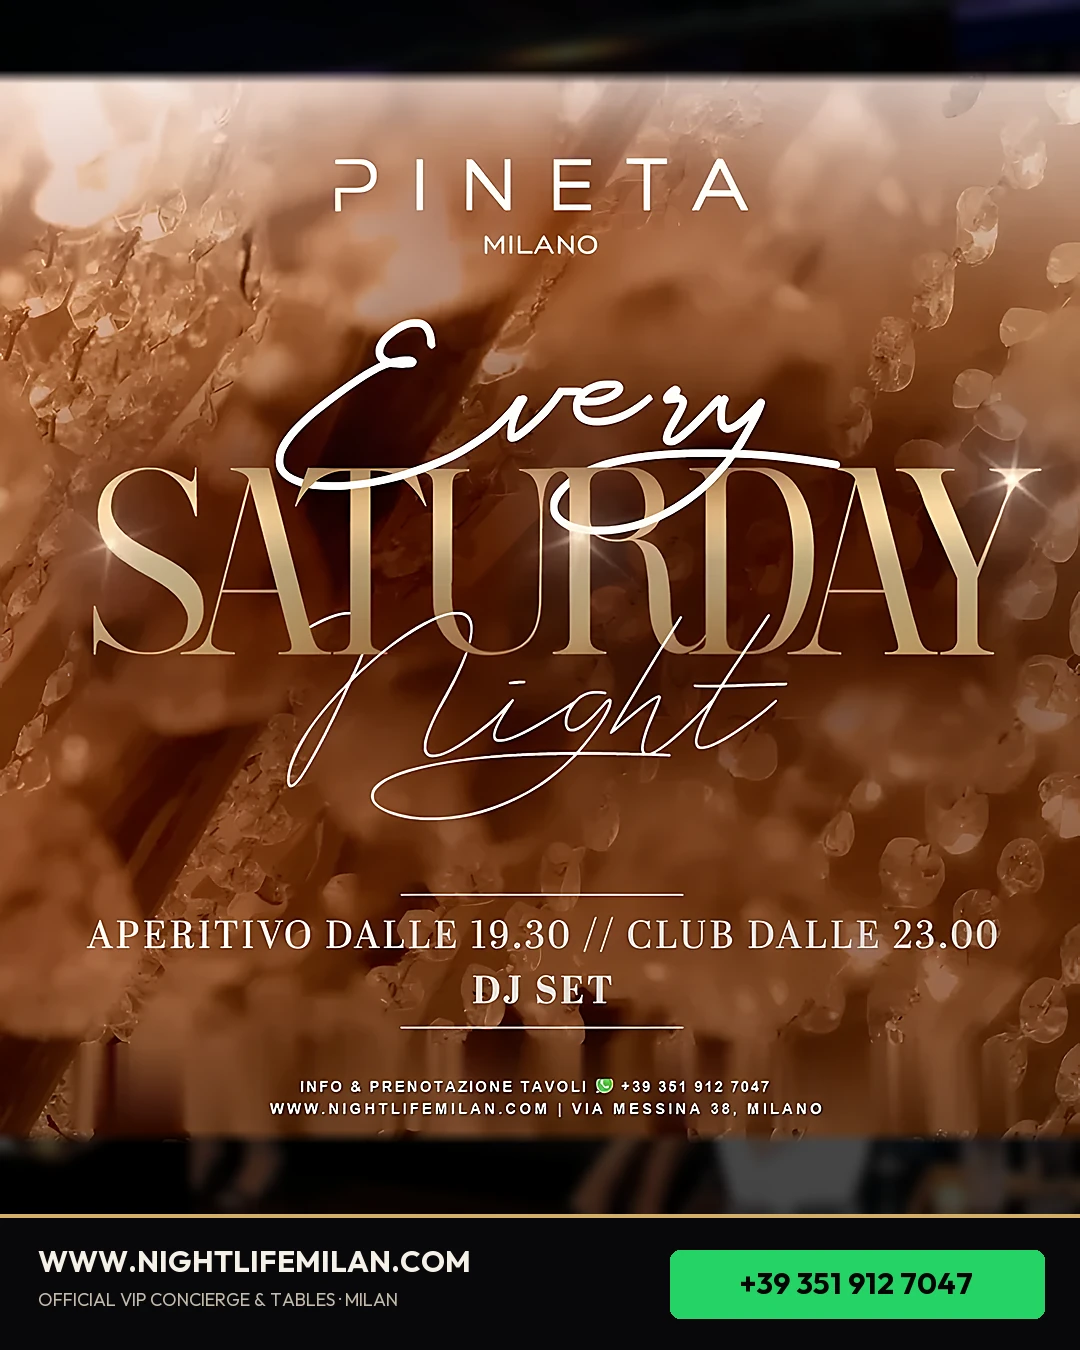 PINETA
MILANO
Every
SATURDAY
Night
APERITIVO DALLE 19.30 // CLUB DALLE 23.00
DJ SET
INFO & PRENOTAZIONE TAVOLI +39 351 912 7047
WWW.NIGHTLIFEMILAN.COM | VIA MESSINA 38, MILANO
WWW.NIGHTLIFEMILAN.COM
OFFICIAL VIP CONCIERGE & TABLES · MILAN
+39 351 912 7047